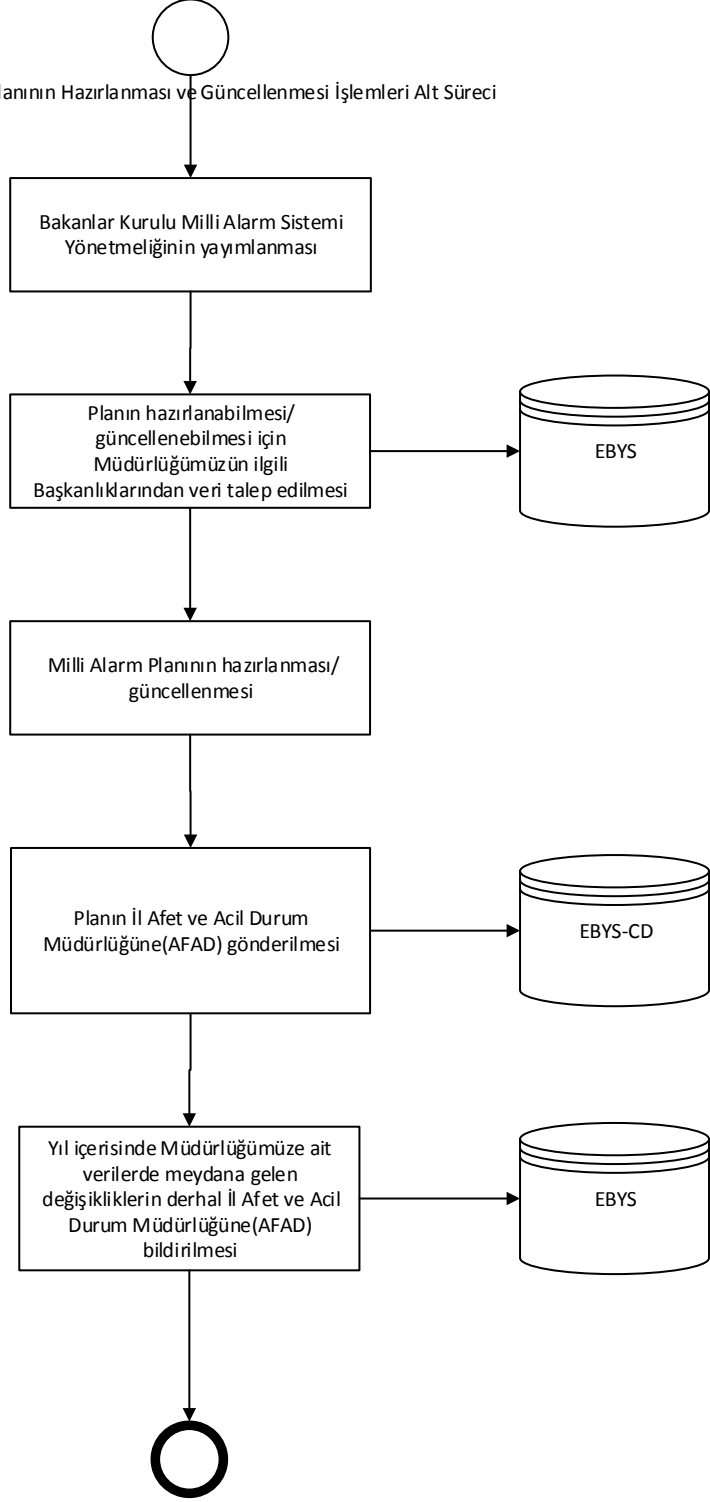 Hazırlanması ve Güncellenmesi İşlemleri Alt Süreci
Bakanlar Kurulu Milli Alarm Sistemi
Yönetmeliğinin yayımlanması
Planın hazırlanabilmesi/
güncellenebilmesi için
Müdürlüğümüzün ilgili
Başkanlıklarından veri talep edilmesi
EBYS
Milli Alarm Planının hazırlanması/
güncellenmesi
Planın İl Afet ve Acil Durum
Müdürlüğüne(AFAD) gönderilmesi
EBYS-CD
Yıl içerisinde Müdürlüğümüze ait
verilerde meydana gelen
değişikliklerin derhal İl Afet ve Acil
Durum Müdürlüğüne(AFAD)
bildirilmesi
EBYS